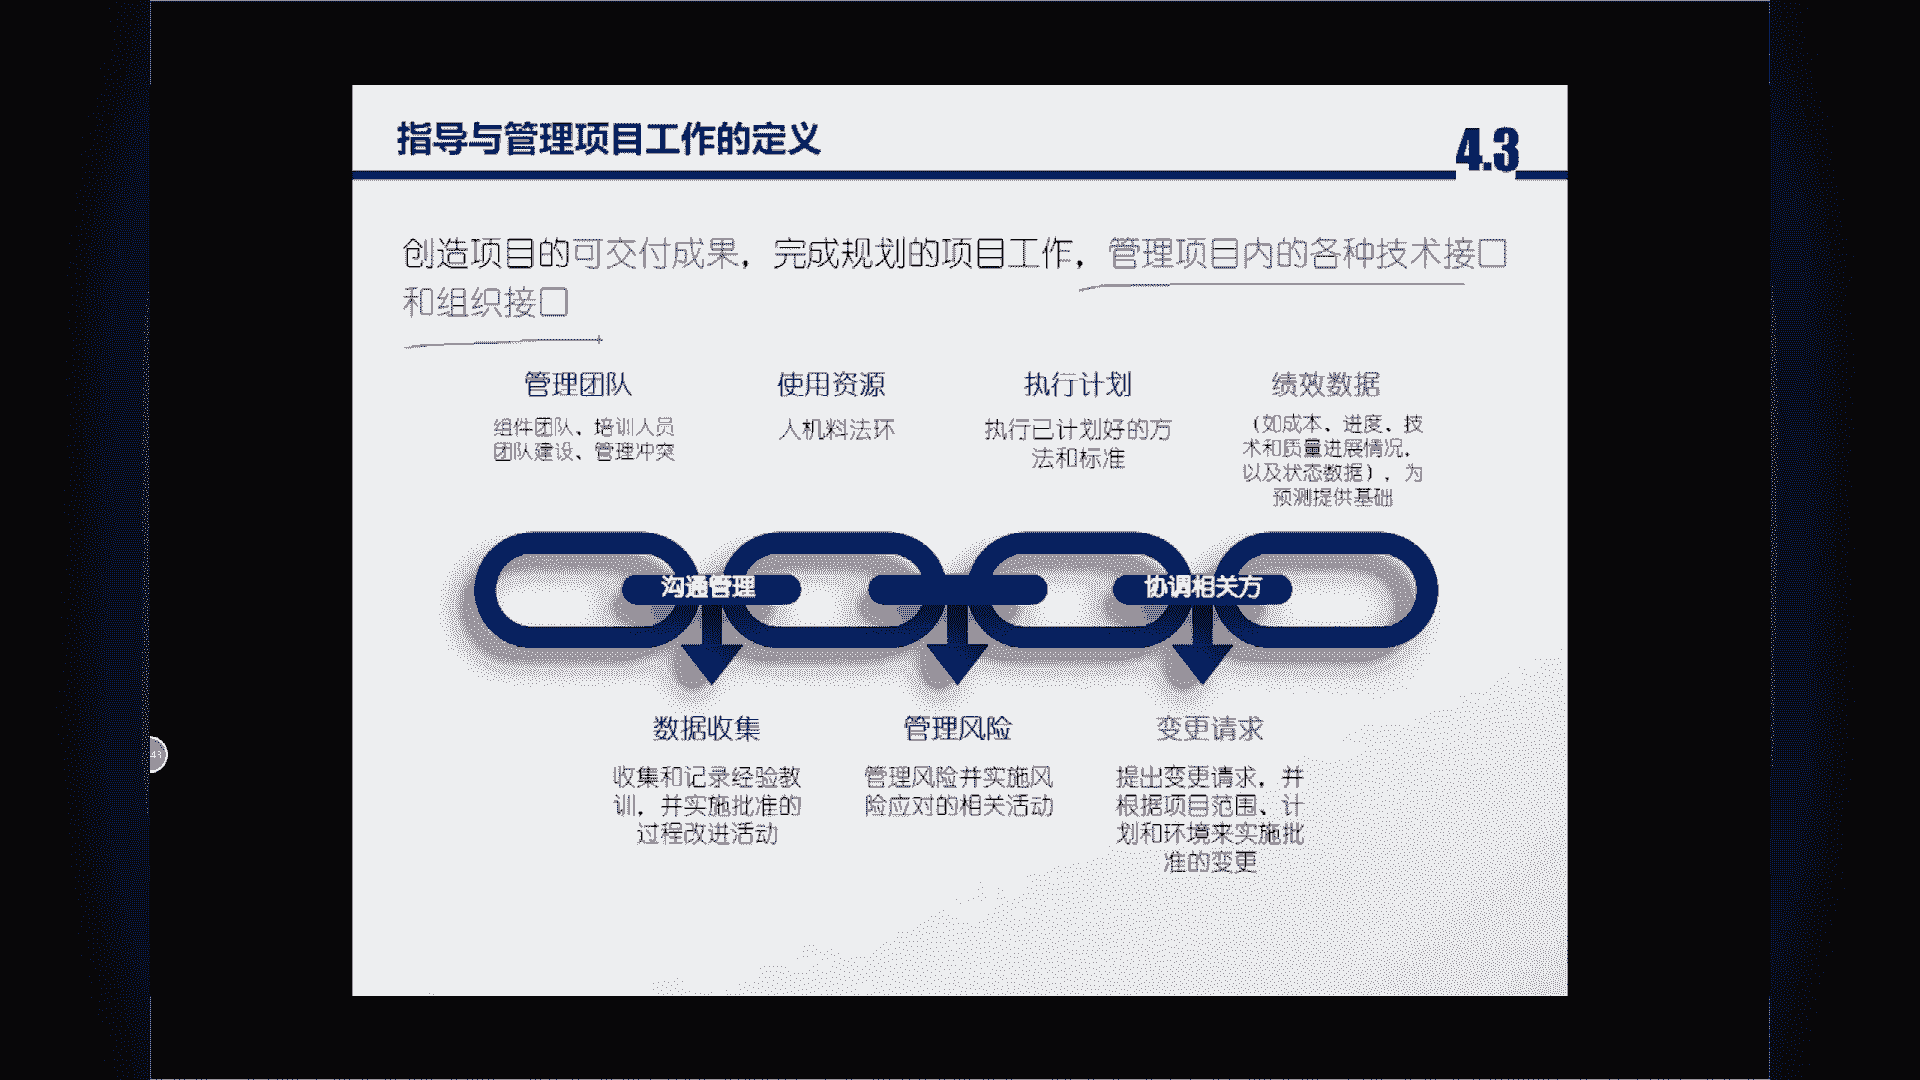 指导与管理项目工作的定义
4.3
创造项目的可交付成果，完成规划的项目工作，管理项目内的各种技术接口
和组织接口
管理团队
组件团队、培训人员
团队建设、管理冲突
使用资源
人机料法环
执行计划
执行已计划好的方
法和标准
绩效数据
（如成本、进度、技
术和质量进展情况，
以及状态数据），为
预测提供基础
沟通管理
协调相关方
数据收集
收集和记录经验教
训，并实施批准的
过程改进活动
管理风险
管理风险并实施风
险应对的相关活动
变更请求
提出变更请求，并
根据项目范围、计
划和环境来实施批
准的变更